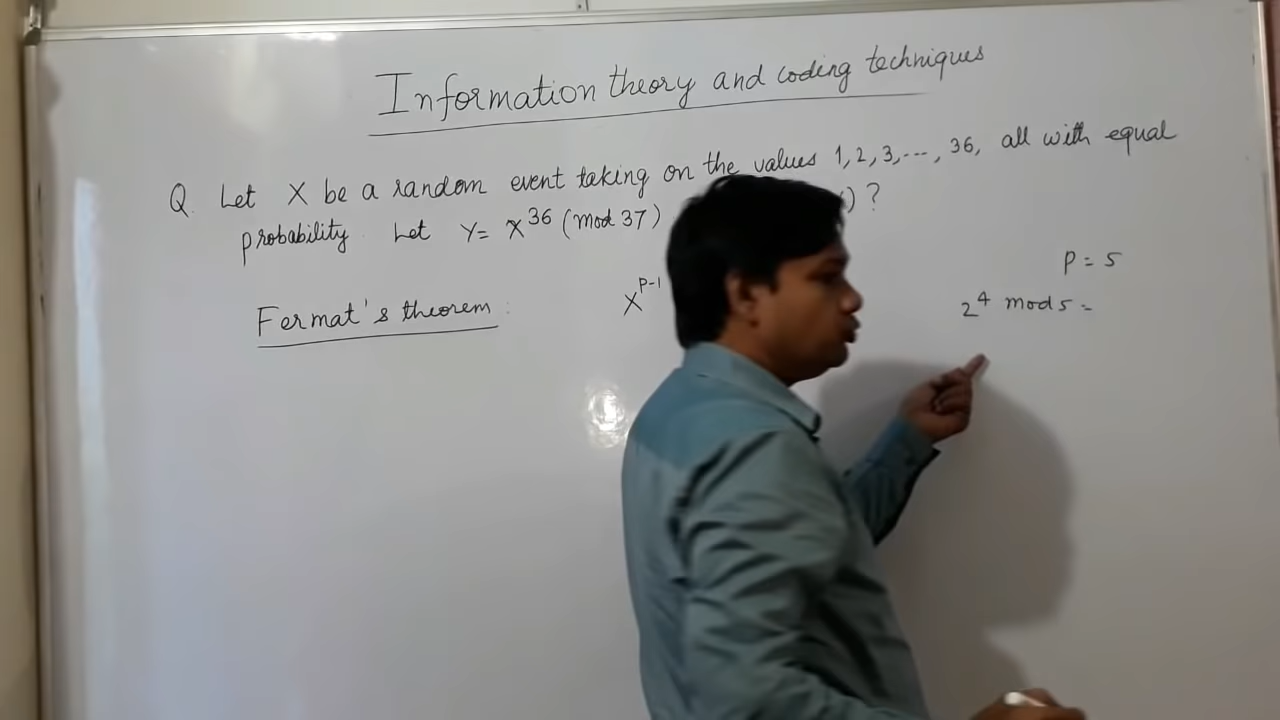 Information theory and coding techniques
Q. Let X be a random event taking on the values 1, 2, 3, ---, 36, all with equal
probability. Let Y = X^36 (mod 37) ) ?
P = 5
Fermat's theorem : X^P-1
2^4 mod 5 =